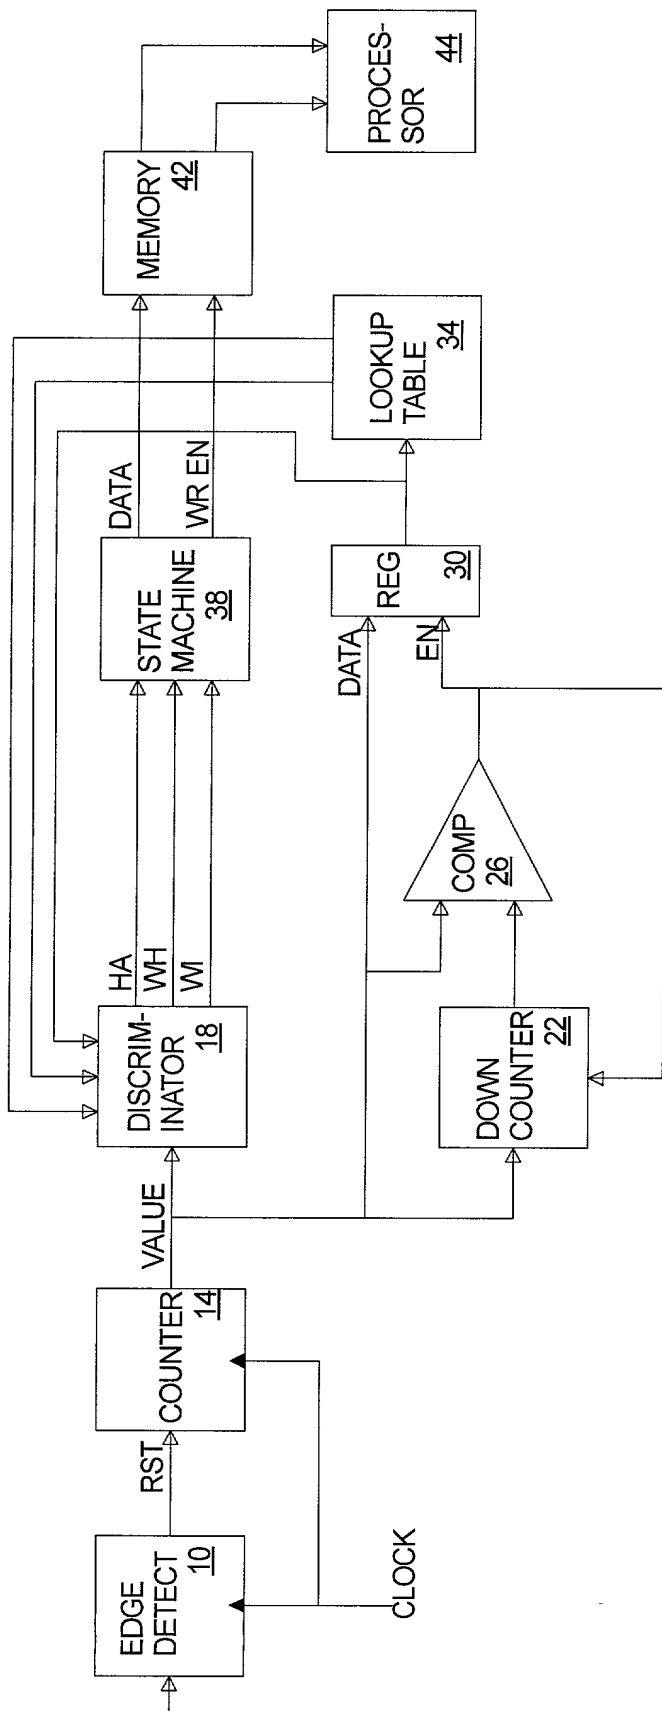 EDGE
DETECT
10
RST
COUNTER
14
CLOCK
VALUE
DISCRIM-
INATOR
18
HA
WH
WI
STATE
MACHINE
38
DATA
WR EN
MEMORY
42
PROCES-
SOR
44
DOWN
COUNTER
22
COMP
26
DATA
EN
REG
30
LOOKUP
TABLE
34